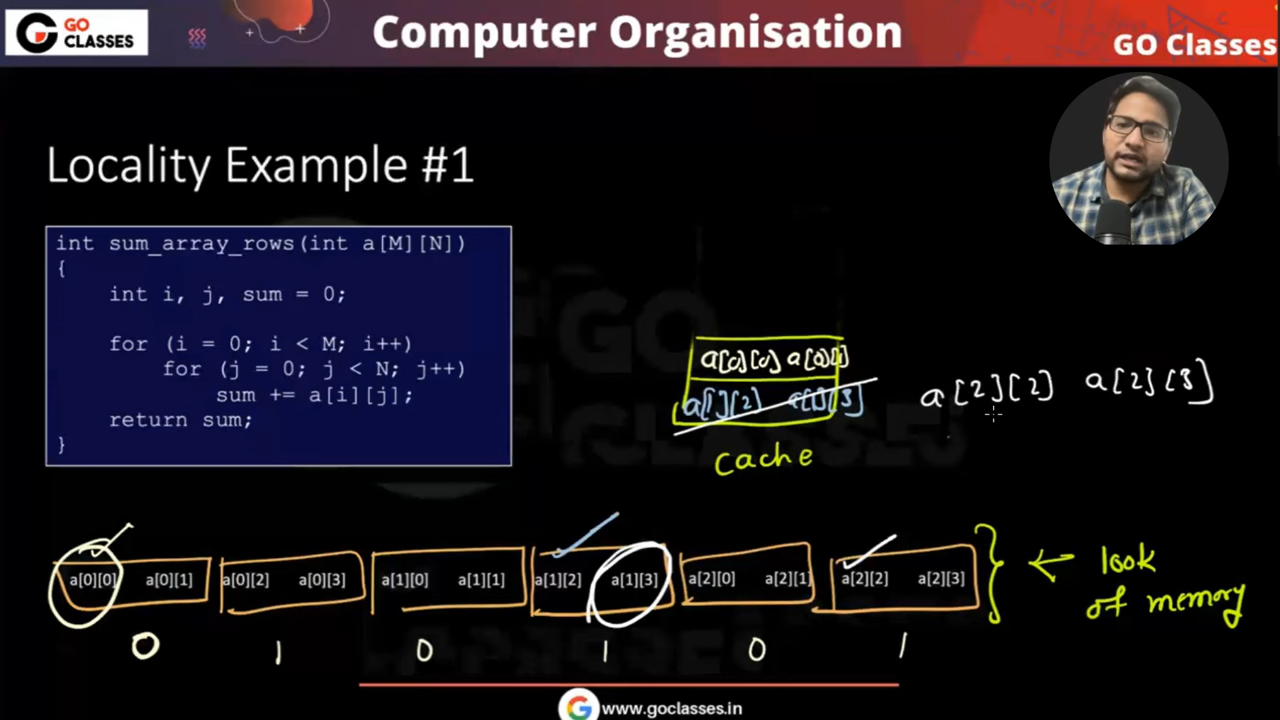 GO
CLASSES
Computer Organisation
GO Classes
Locality Example #1
int sum_array_rows(int a[M][N])
{
int i, j, sum = 0;
for (i = 0; i < M; i++)
for (j = 0; j < N; j++)
sum += a[i][j];
return sum;
}
a[0][0] a[0][1]
a[1][2] a[1][3]
cache
a[2][2] a[2][3]
a[0][0] a[0][1] a[0][2] a[0][3] a[1][0] a[1][1] a[1][2] a[1][3] a[2][0] a[2][1] a[2][2] a[2][3]
0 1 0 1 0 1
look
of memory
www.goclasses.in